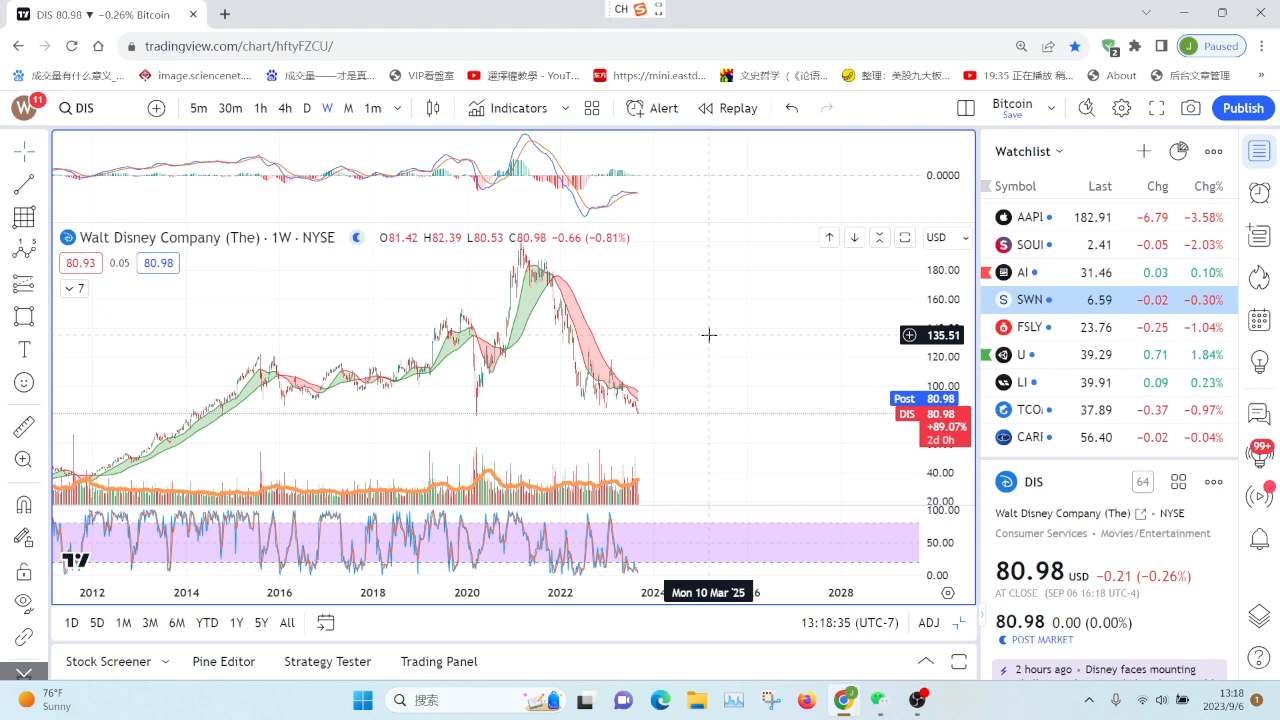 DIS 80.98 ▼ −0.26% Bitcoin
CH
tradingview.com/chart/hftyFZCU/
2
J Paused
成交量有什么意义_...
image.sciencenet....
成交量——才是真...
VIP看盤室
選擇權教學 - YouT...
https://mini.eastd...
文史哲（《论语...
整理：美股九大板...
About
后台文章管理
»
W 11
DIS
5m 30m 1h 4h D W M 1m
Indicators
Alert
Replay
Bitcoin
Save
Publish
Watchlist
Symbol Last Chg Chg%
AAPL 182.91 −6.79 −3.58%
SOUI 2.41 −0.05 −2.03%
AI 31.46 0.03 0.10%
SWN 6.59 −0.02 −0.30%
FSLY 23.76 −0.25 −1.04%
U 39.29 0.71 1.84%
LI 39.91 0.09 0.23%
TCO 37.89 −0.37 −0.97%
CARI 56.40 −0.02 −0.04%
0.0000
Walt Disney Company (The) · 1W · NYSE
O81.42 H82.39 L80.53 C80.98 −0.66 (−0.81%)
USD
80.93 0.05 80.98
7
180.00
160.00
135.51
120.00
100.00
Post 80.98
DIS 80.98
+89.07%
2d 0h
40.00
20.00
100.00
50.00
0.00
2012 2014 2016 2018 2020 2022 2024 Mon 10 Mar '25 2028
1D 5D 1M 3M 6M YTD 1Y 5Y All
13:18:35 (UTC-7)
ADJ
Stock Screener
Pine Editor
Strategy Tester
Trading Panel
DIS
64
Walt Disney Company (The) • NYSE
Consumer Services • Movies/Entertainment
80.98 USD −0.21 (−0.26%)
AT CLOSE (SEP 06 16:18 UTC-4)
80.98 0.00 (0.00%)
POST MARKET
2 hours ago • Disney faces mounting
99+
76°F
Sunny
搜索
13:18
2023/9/6
1